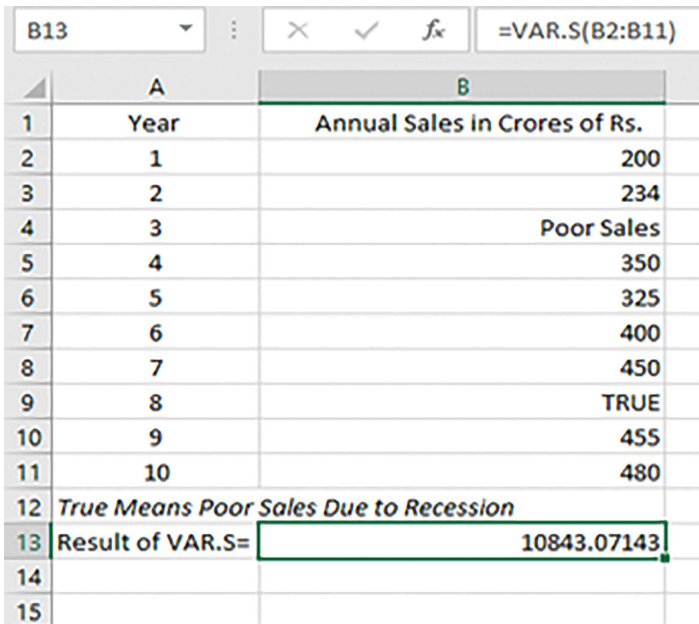 B13 fx =VAR.S(B2:B11)
A B
1 Year Annual Sales in Crores of Rs.
2 1 200
3 2 234
4 3 Poor Sales
5 4 350
6 5 325
7 6 400
8 7 450
9 8 TRUE
10 9 455
11 10 480
12 True Means Poor Sales Due to Recession
13 Result of VAR.S= 10843.07143
14
15